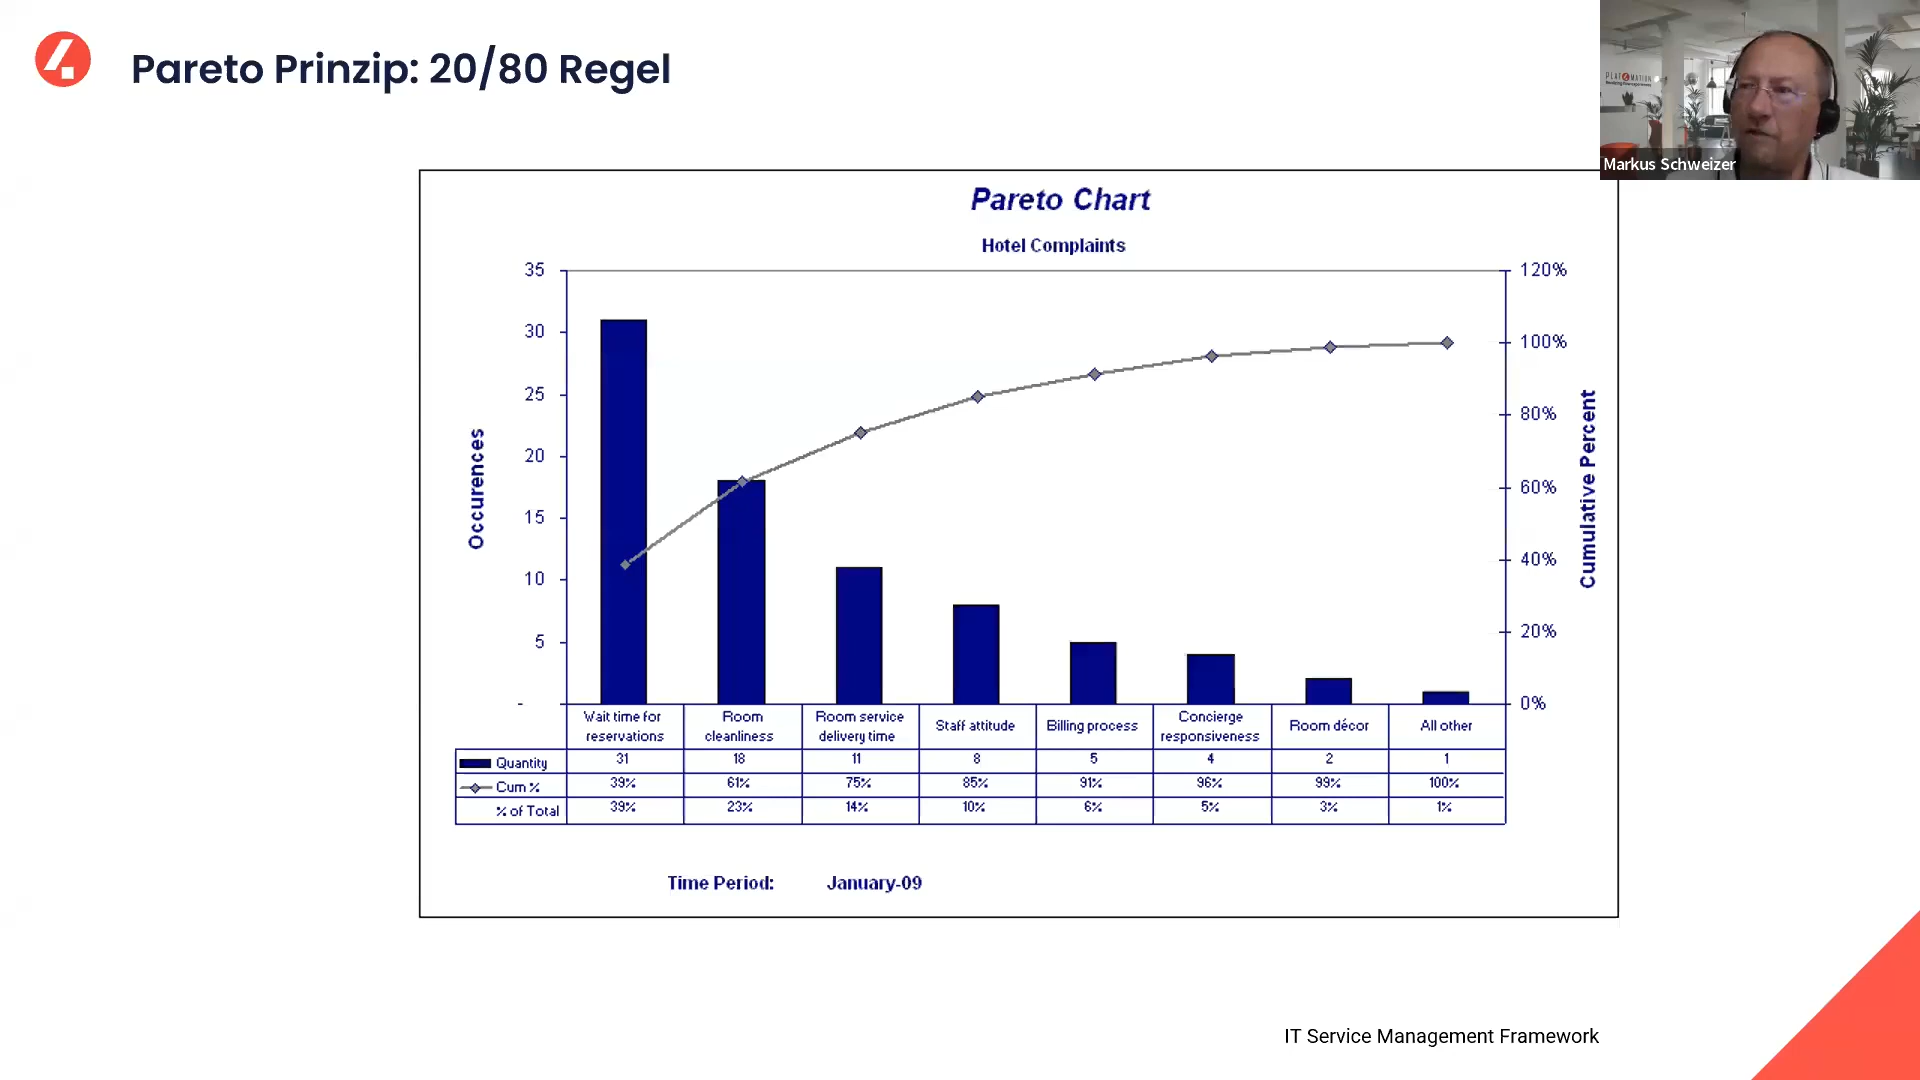 Pareto Prinzip: 20/80 Regel
Markus Schweizer
Pareto Chart
Hotel Complaints
35
30
25
20
15
10
5
-
Occurences
120%
100%
80%
60%
40%
20%
0%
Cumulative Percent
Wait time for reservations
Room cleanliness
Room service delivery time
Staff attitude
Billing process
Concierge responsiveness
Room décor
All other
Quantity 31 18 11 8 5 4 2 1
Cum % 39% 61% 75% 85% 91% 96% 99% 100%
% of Total 39% 23% 14% 10% 6% 5% 3% 1%
Time Period: January-09
IT Service Management Framework